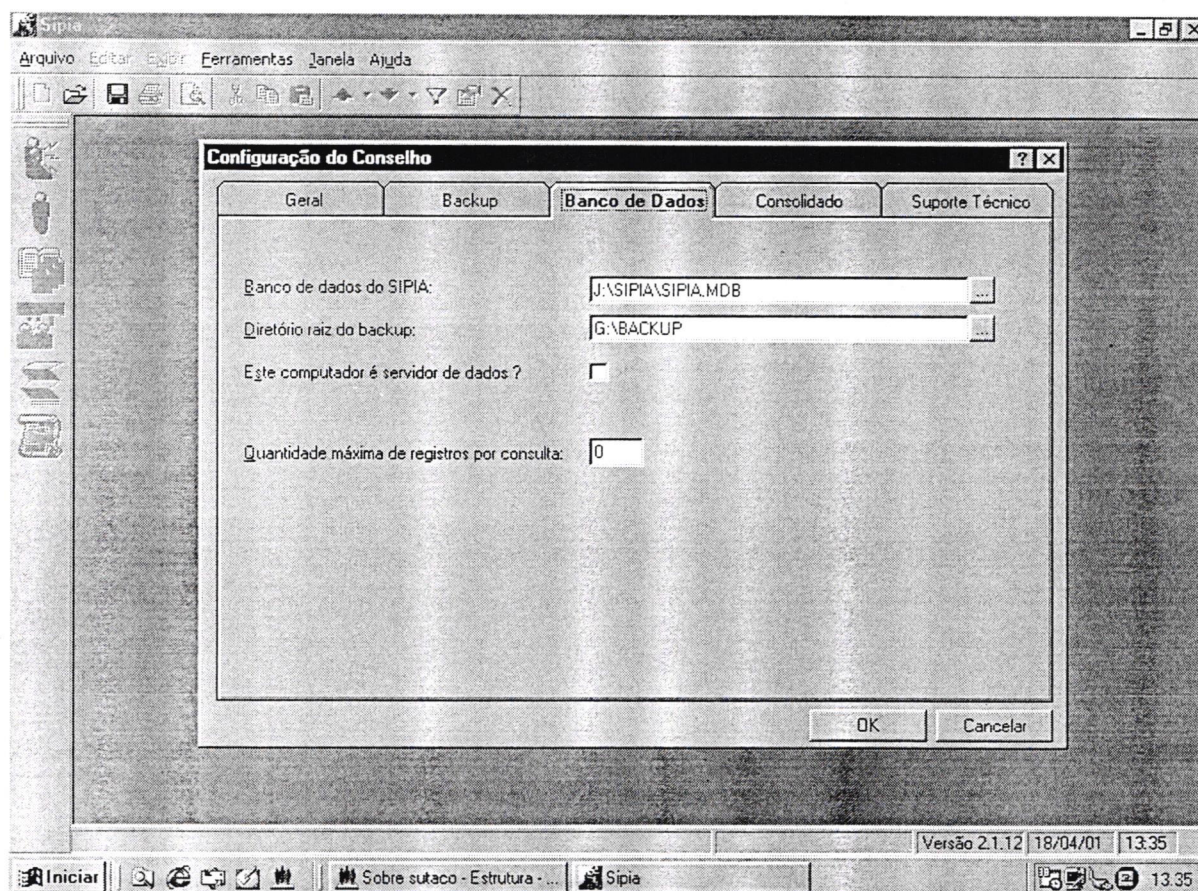 Sipia
Arquivo Editar Exibir Ferramentas Janela Ajuda
Configuração do Conselho
Geral Backup Banco de Dados Consolidado Suporte Técnico
Banco de dados do SIPIA: J:\SIPIA\SIPIA.MDB ...
Diretório raiz do backup: G:\BACKUP ...
Este computador é servidor de dados ?
Quantidade máxima de registros por consulta: 0
OK Cancelar
Versão 2.1.12 18/04/01 13:35
Iniciar Sobre sutaco - Estrutura - ... Sipia 13.35